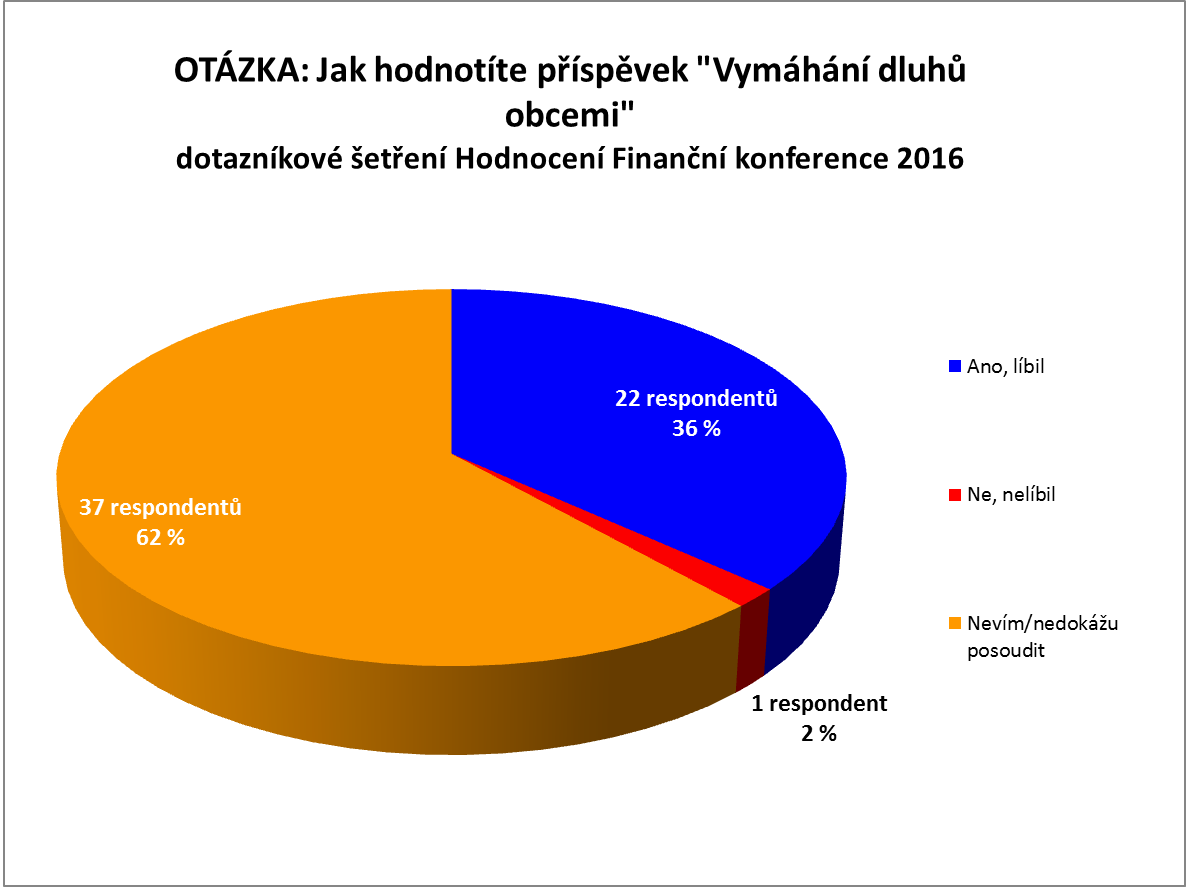 OTÁZKA: Jak hodnotíte příspěvek "Vymáhání dluhů
obcemi"
dotazníkové šetření Hodnocení Finanční konference 2016
22 respondentů
36 %
37 respondentů
62 %
1 respondent
2 %
Ano, líbil
Ne, nelíbil
Nevím/nedokážu
posoudit